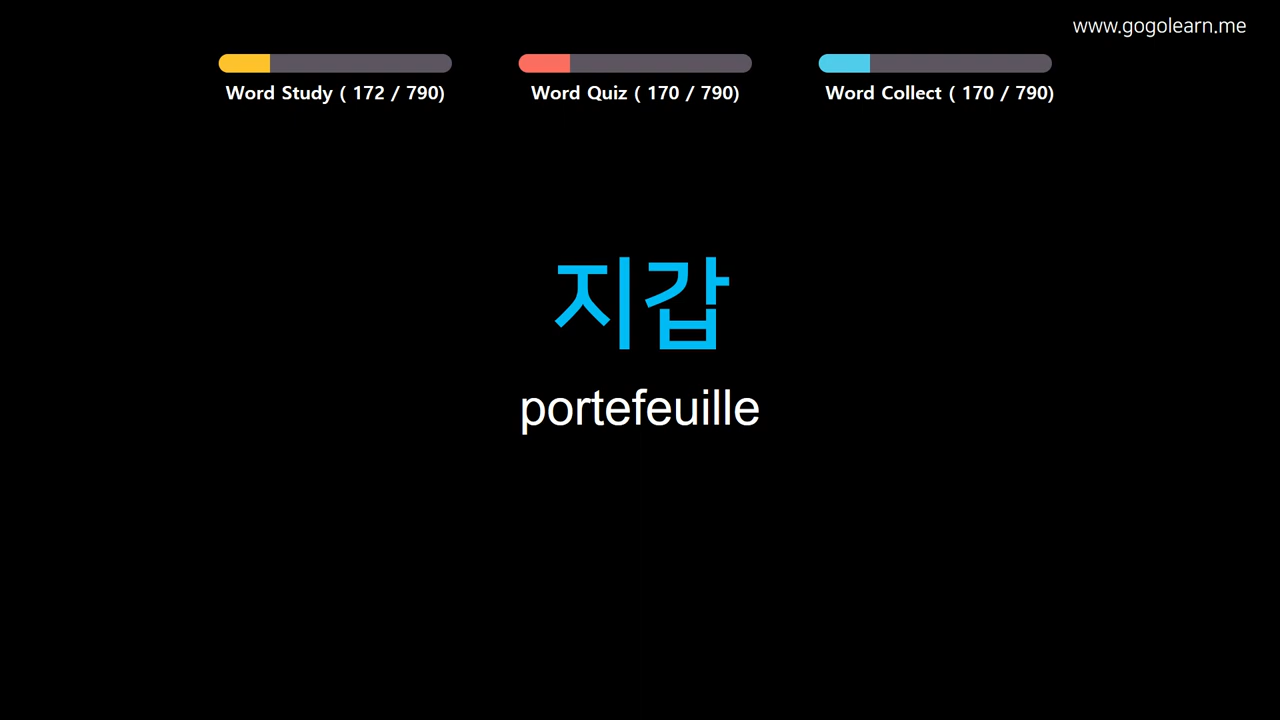 www.gogolearn.me
Word Study ( 172 / 790)
Word Quiz ( 170 / 790)
Word Collect ( 170 / 790)
지갑
portefeuille